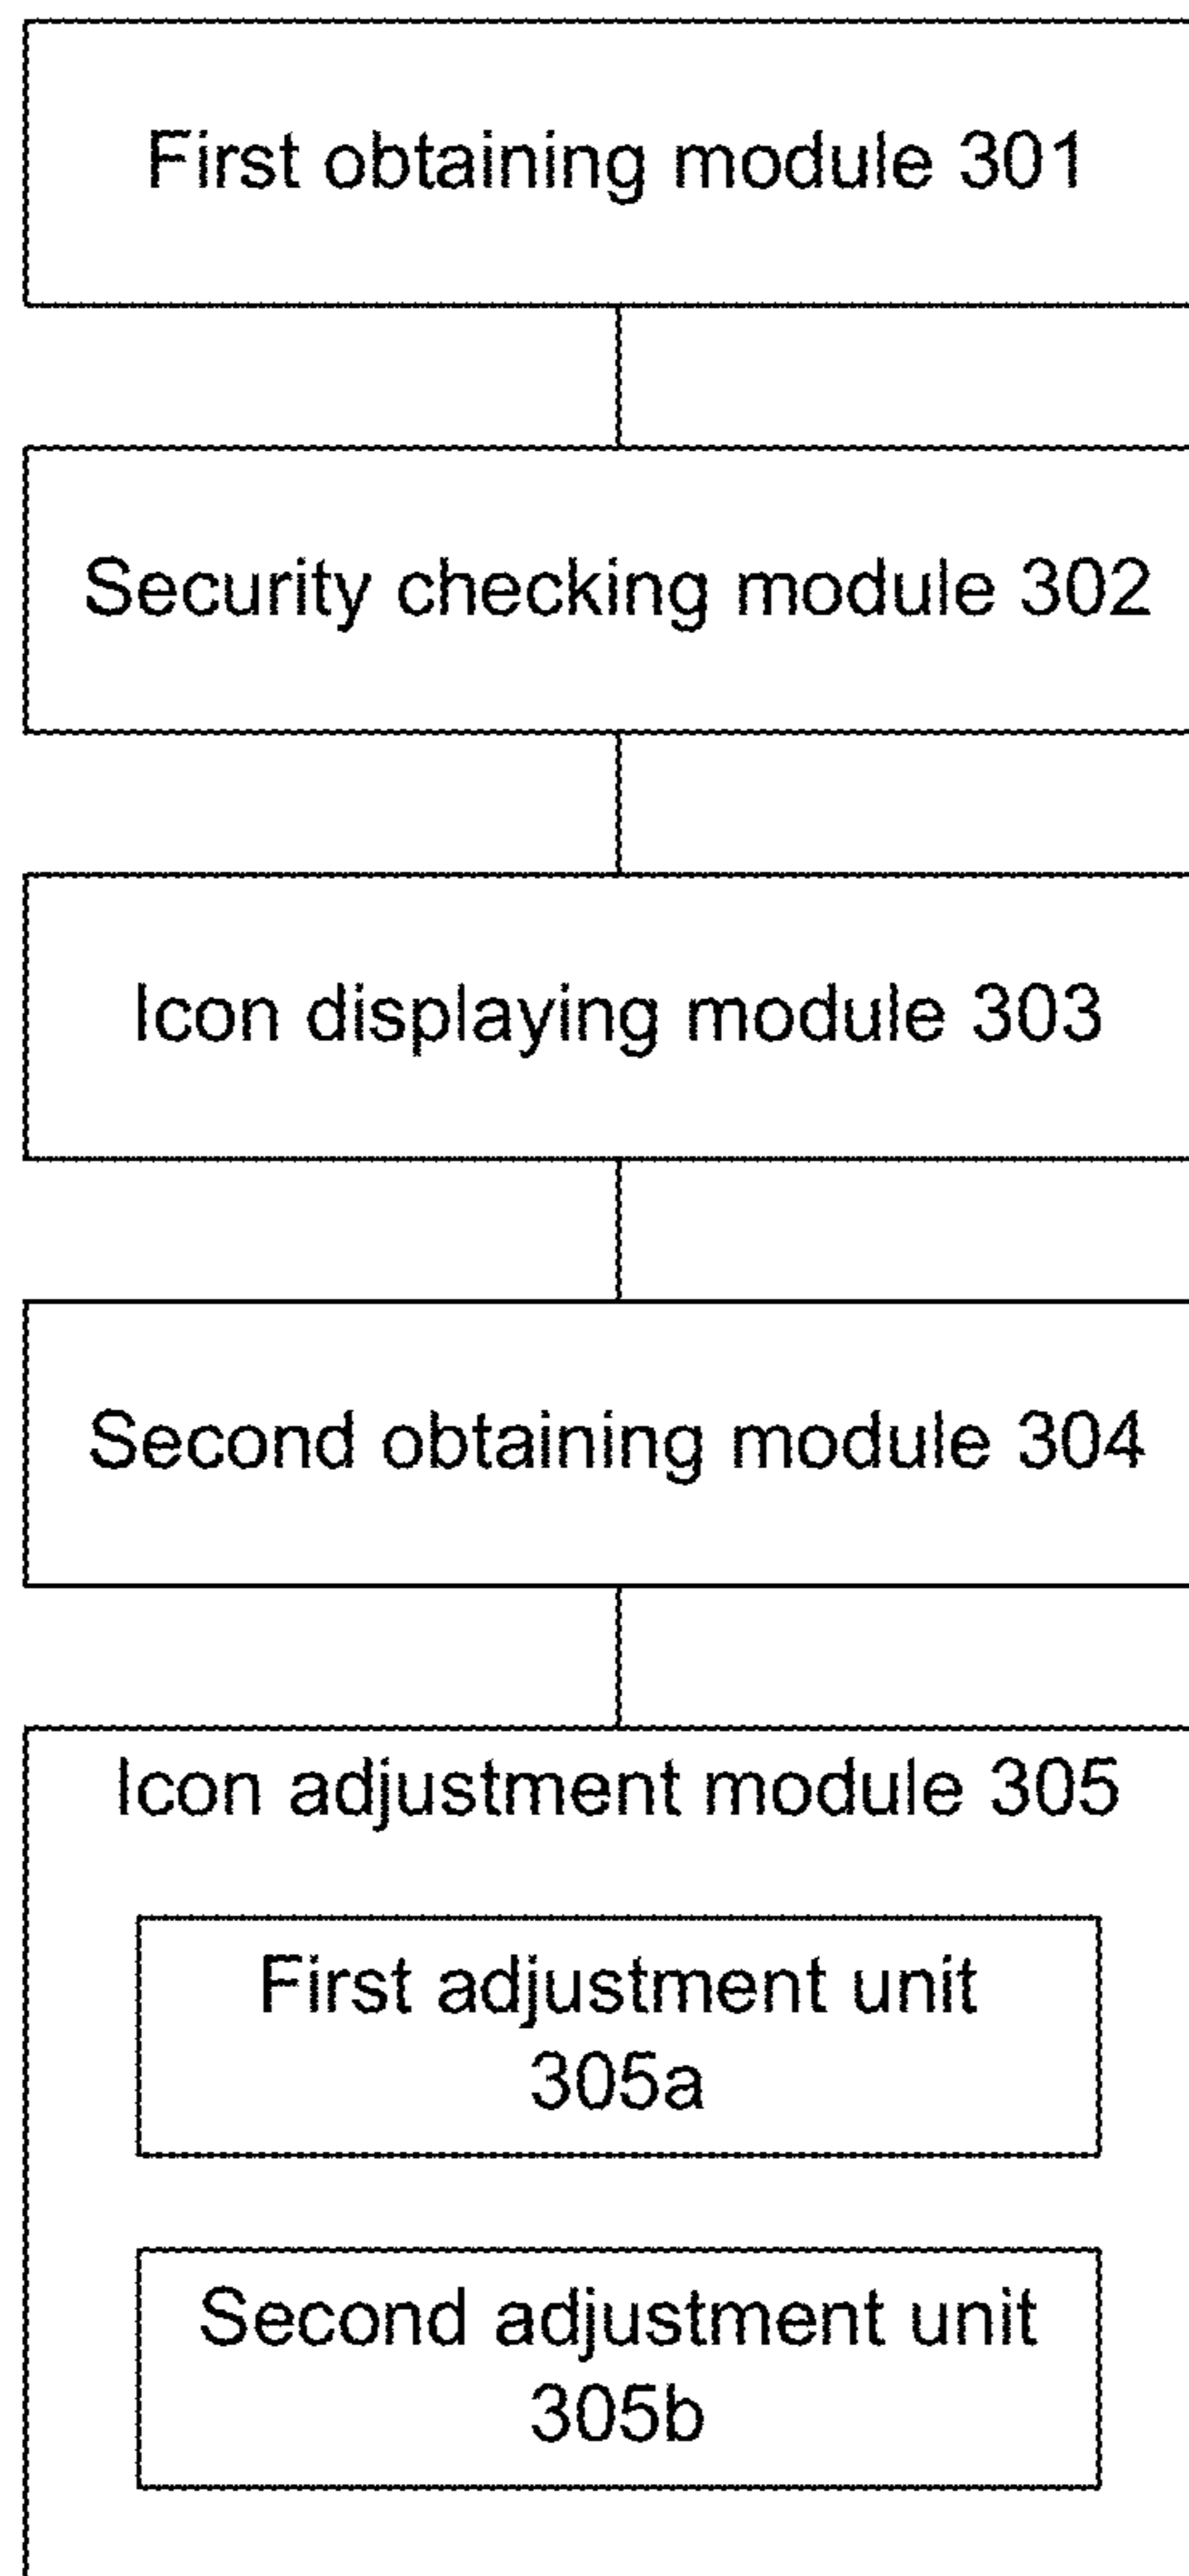 First obtaining module 301
Security checking module 302
Icon displaying module 303
Second obtaining module 304
Icon adjustment module 305
First adjustment unit
305a
Second adjustment unit
305b